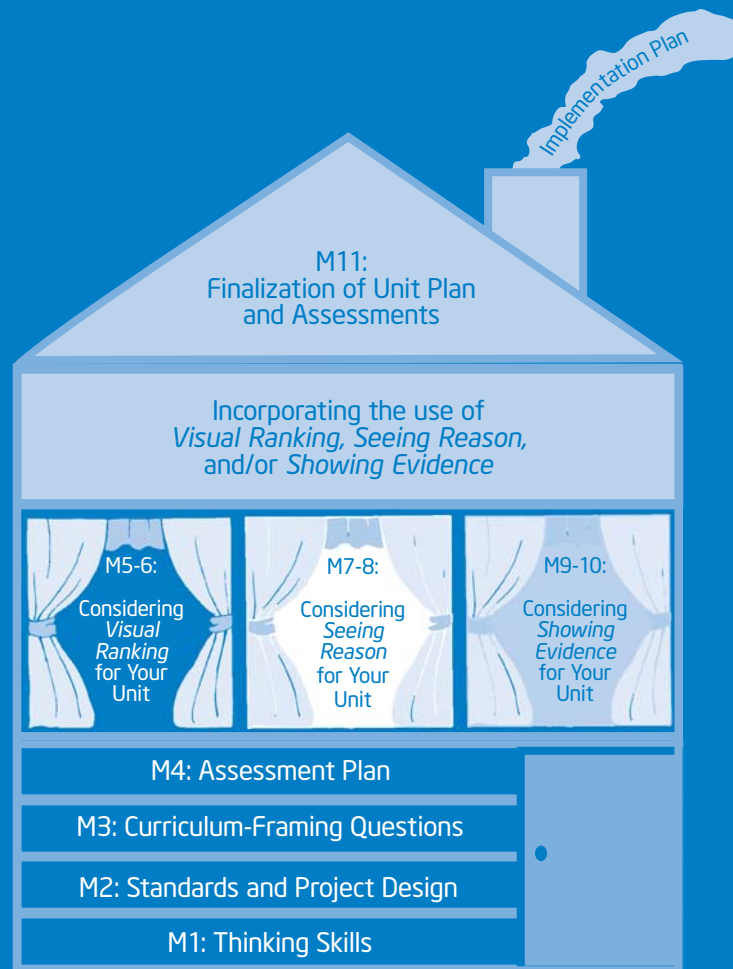 Implementation Plan
M11:
Finalization of Unit Plan
and Assessments
Incorporating the use of
Visual Ranking, Seeing Reason,
and/or Showing Evidence
M5-6:
Considering
Visual
Ranking
for Your
Unit
M7-8:
Considering
Seeing
Reason
for Your
Unit
M9-10:
Considering
Showing
Evidence
for Your
Unit
M4: Assessment Plan
M3: Curriculum-Framing Questions
M2: Standards and Project Design
M1: Thinking Skills